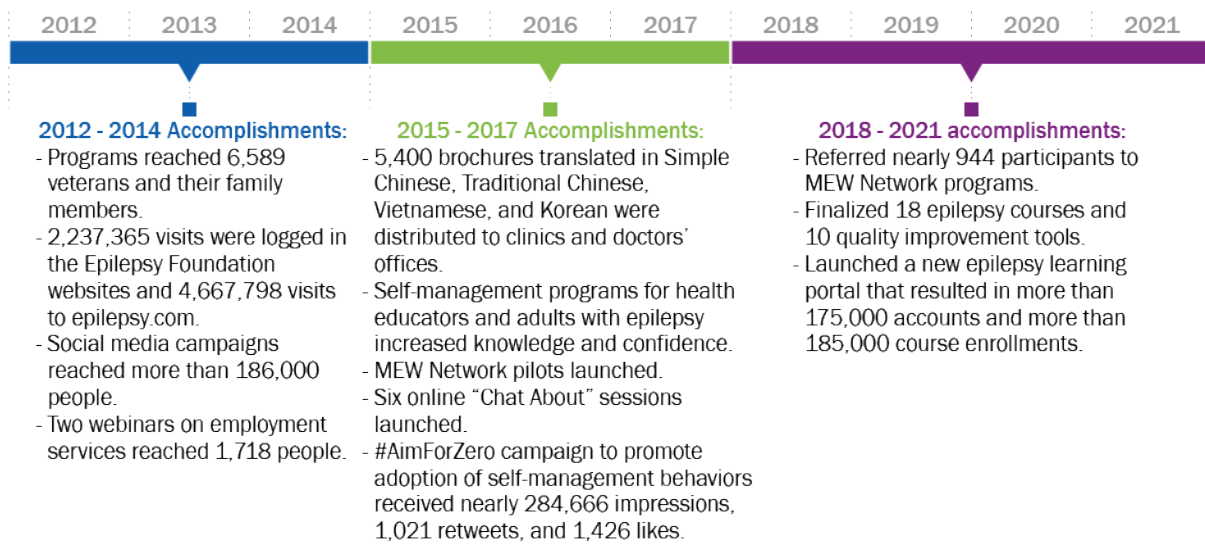 2012 2013 2014 2015 2016 2017 2018 2019 2020 2021
2012 - 2014 Accomplishments:
- Programs reached 6,589
veterans and their family
members.
- 2,237,365 visits were logged in
the Epilepsy Foundation
websites and 4,667,798 visits
to epilepsy.com.
- Social media campaigns
reached more than 186,000
people.
- Two webinars on employment
services reached 1,718 people.
2015 - 2017 Accomplishments:
- 5,400 brochures translated in Simple
Chinese, Traditional Chinese,
Vietnamese, and Korean were
distributed to clinics and doctors’
offices.
- Self-management programs for health
educators and adults with epilepsy
increased knowledge and confidence.
- MEW Network pilots launched.
- Six online “Chat About” sessions
launched.
- #AimForZero campaign to promote
adoption of self-management behaviors
received nearly 284,666 impressions,
1,021 retweets, and 1,426 likes.
2018 - 2021 accomplishments:
- Referred nearly 944 participants to
MEW Network programs.
- Finalized 18 epilepsy courses and
10 quality improvement tools.
- Launched a new epilepsy learning
portal that resulted in more than
175,000 accounts and more than
185,000 course enrollments.